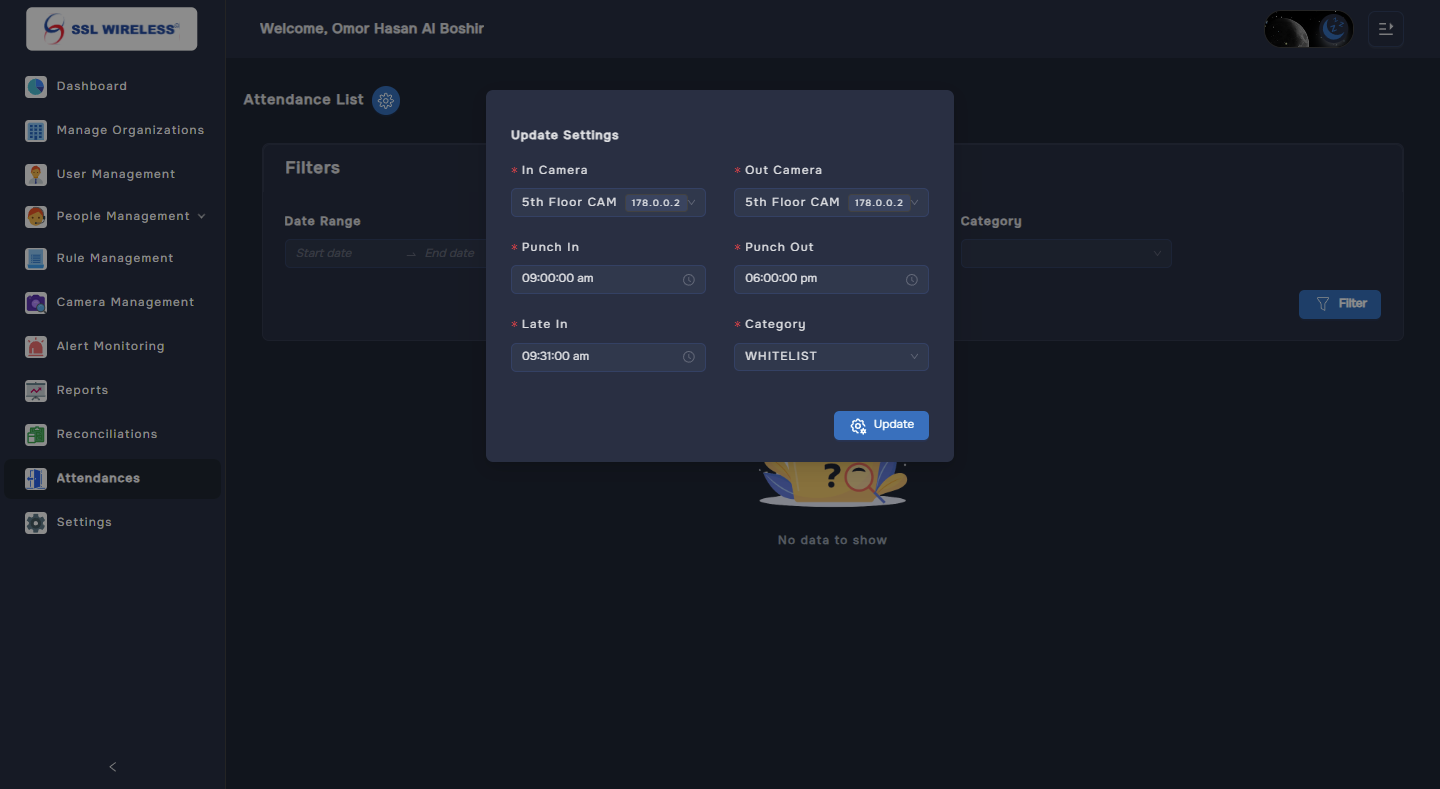 SSL WIRELESS
Welcome, Omor Hasan Al Boshir
Dashboard
Manage Organizations
User Management
People Management
Rule Management
Camera Management
Alert Monitoring
Reports
Reconciliations
Attendances
Settings
Attendance List
Filters
Date Range
Start date → End date
Category
Filter
Update Settings
* In Camera * Out Camera
5th Floor CAM 178.0.0.2 5th Floor CAM 178.0.0.2
* Punch In * Punch Out
09:00:00 am 06:00:00 pm
* Late In * Category
09:31:00 am WHITELIST
Update
?
No data to show